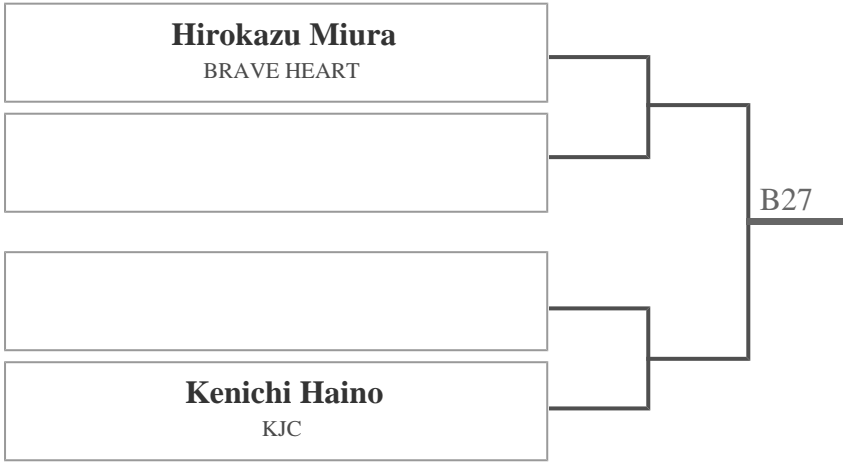 Hirokazu Miura
BRAVE HEART
B27
Kenichi Haino
KJC